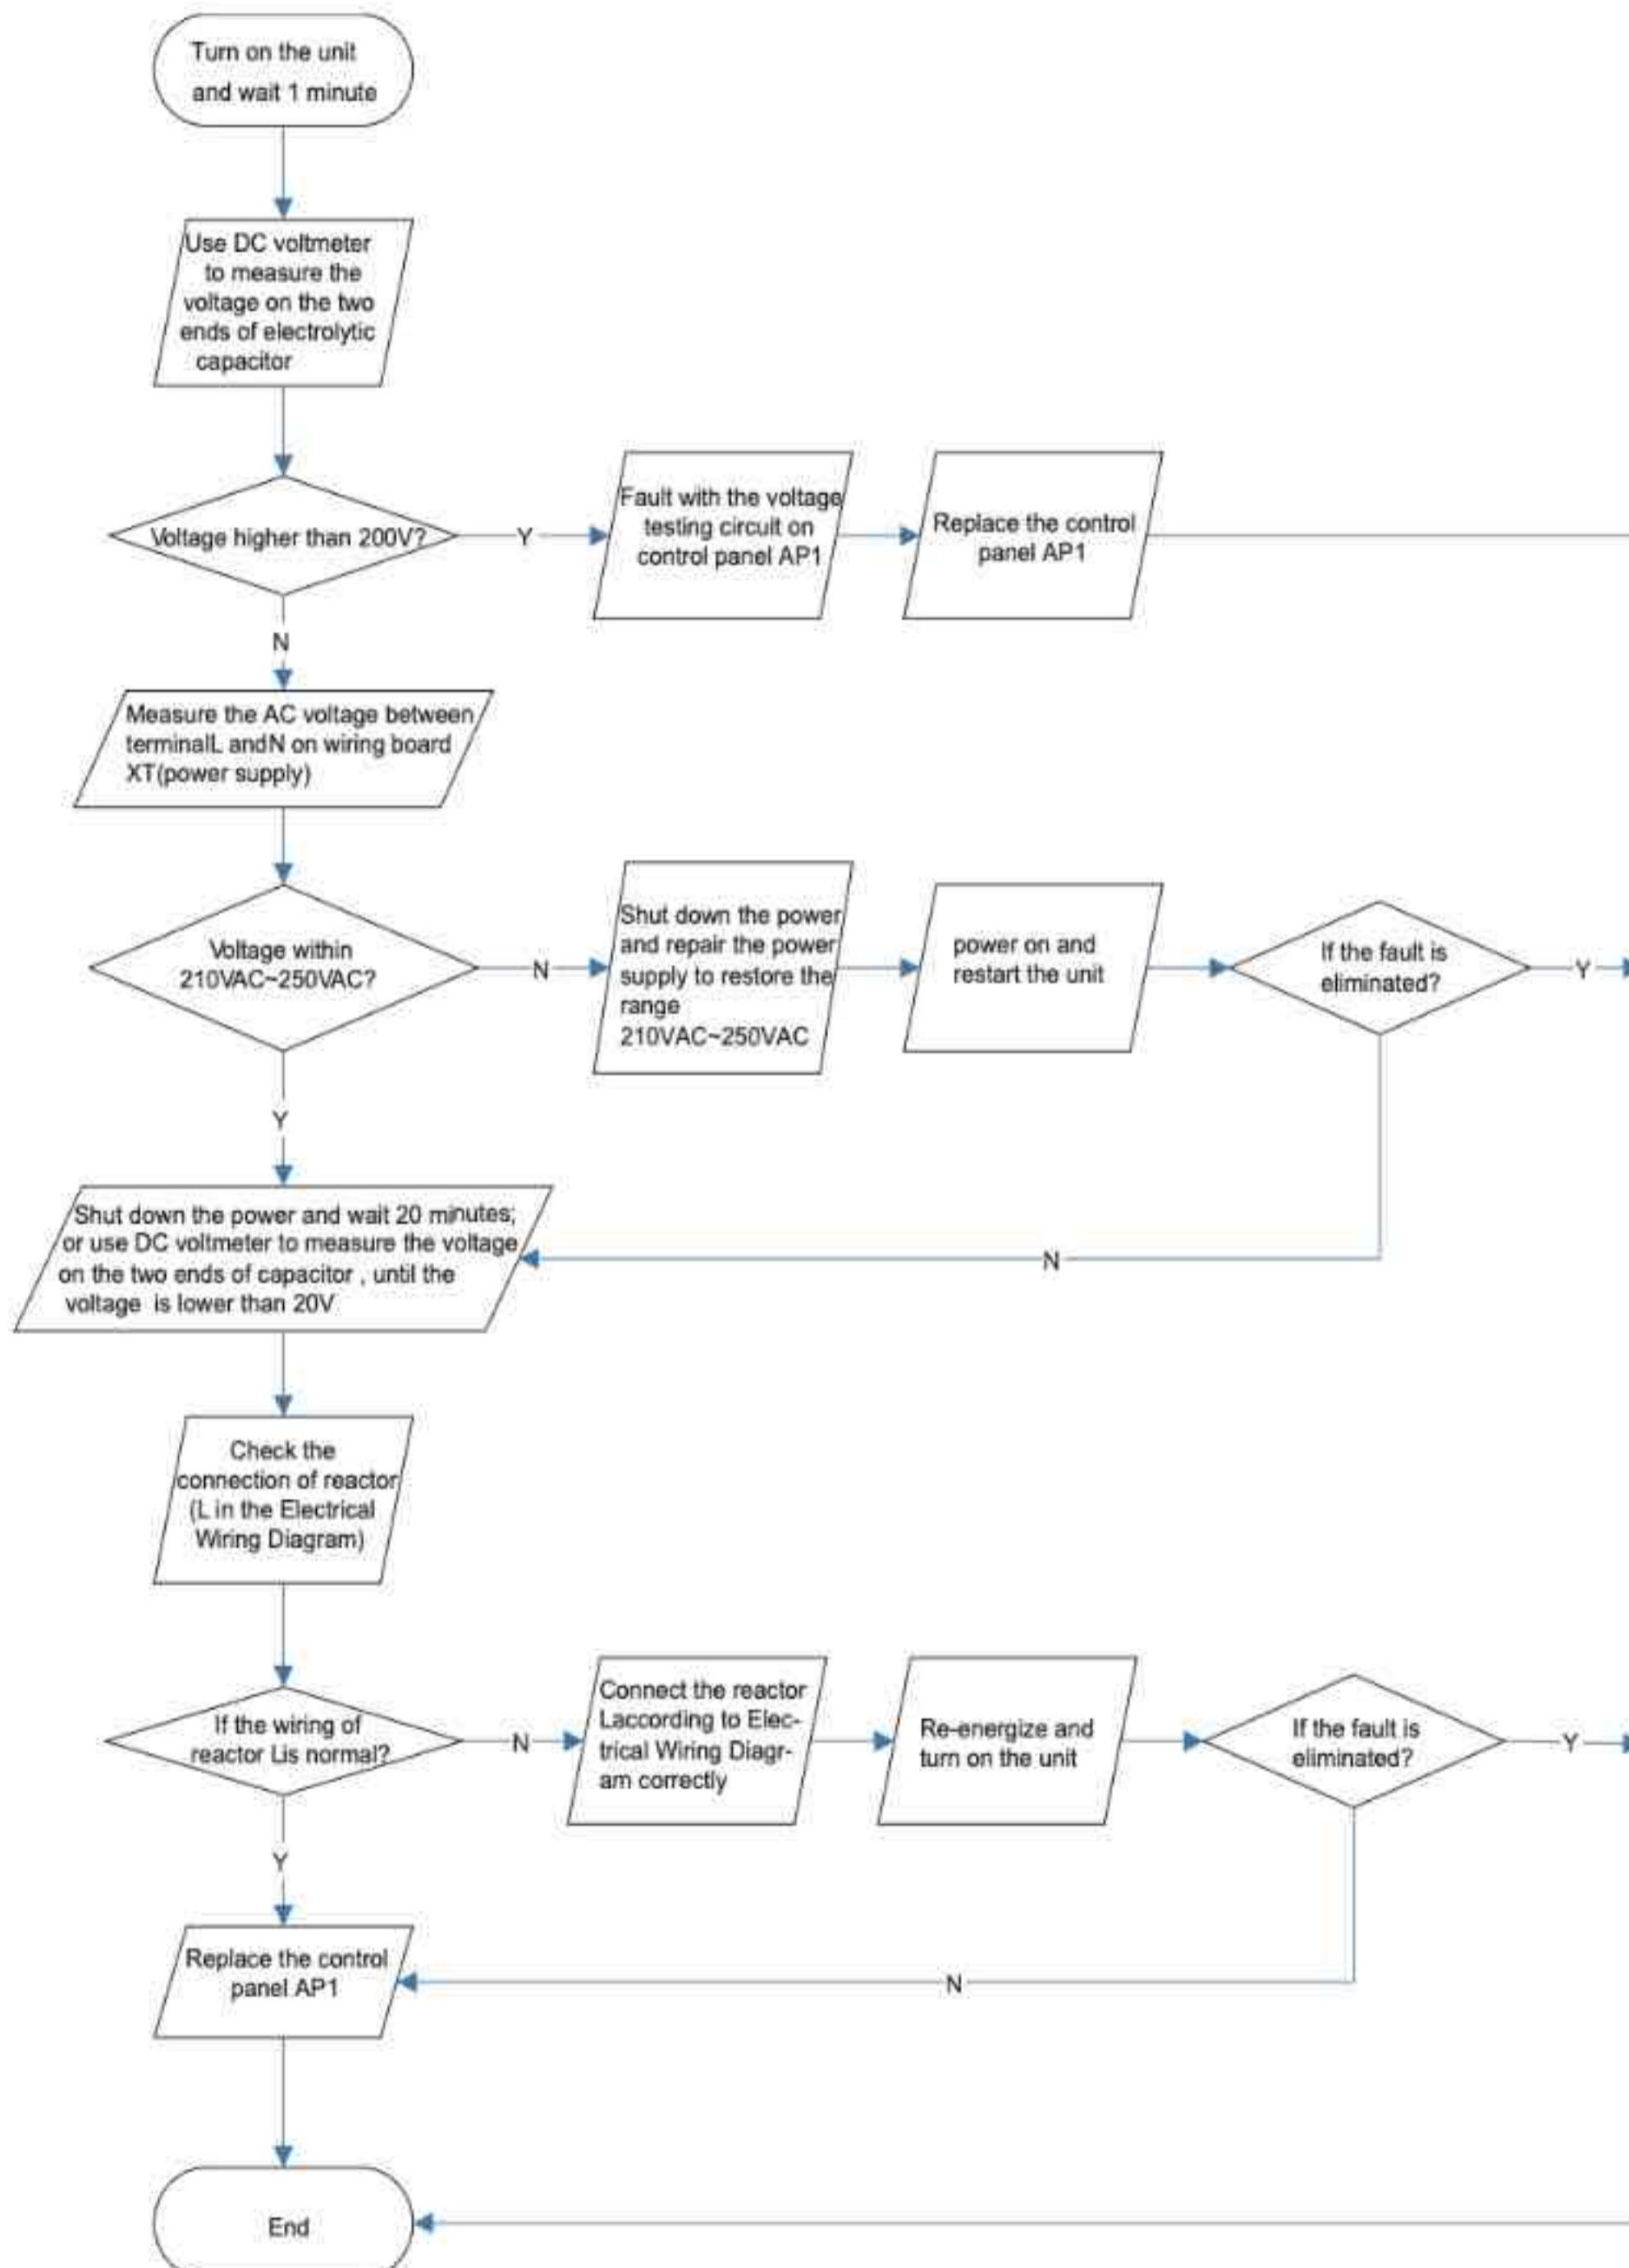 Turn on the unit
and wait 1 minute
Use DC voltmeter
to measure the
voltage on the two
ends of electrolytic
capacitor
Voltage higher than 200V?
Y
Fault with the voltage
testing circuit on
control panel AP1
Replace the control
panel AP1
N
Measure the AC voltage between
terminalL andN on wiring board
XT(power supply)
Voltage within
210VAC~250VAC?
N
Shut down the power
and repair the power
supply to restore the
range
210VAC~250VAC
power on and
restart the unit
If the fault is
eliminated?
Y
Y
Shut down the power and wait 20 minutes;
or use DC voltmeter to measure the voltage
on the two ends of capacitor , until the
voltage is lower than 20V
N
Check the
connection of reactor
(L in the Electrical
Wiring Diagram)
If the wiring of
reactor Lis normal?
N
Connect the reactor
Laccording to Elec-
trical Wiring Diagr-
am correctly
Re-energize and
turn on the unit
If the fault is
eliminated?
Y
Y
Replace the control
panel AP1
N
End